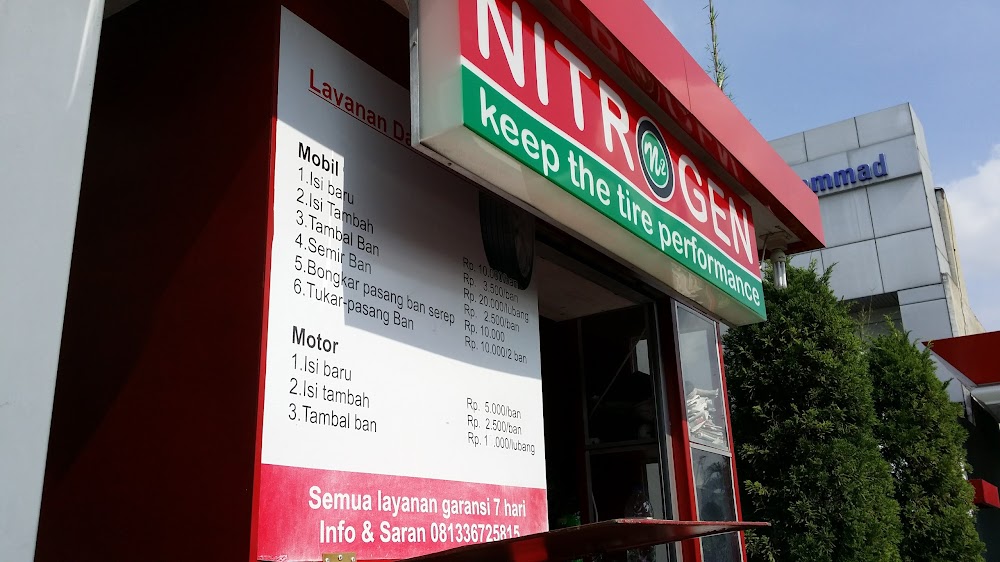 NITROGEN
keep the tire performance
ommad
Layanan
Mobil
1.Isi baru
2.Isi Tambah Rp. 3.500/ban
3.Tambal Ban Rp. 20.000/lubang
4.Semir Ban Rp. 2.500/ban
5.Bongkar pasang ban serep Rp. 10.000
6.Tukar-pasang Ban Rp. 10.000/2 ban
Motor
1.Isi baru Rp. 5.000/ban
2.Isi tambah Rp. 2.500/ban
3.Tambal ban
Semua layanan garansi 7 hari
Info & Saran 081336725815